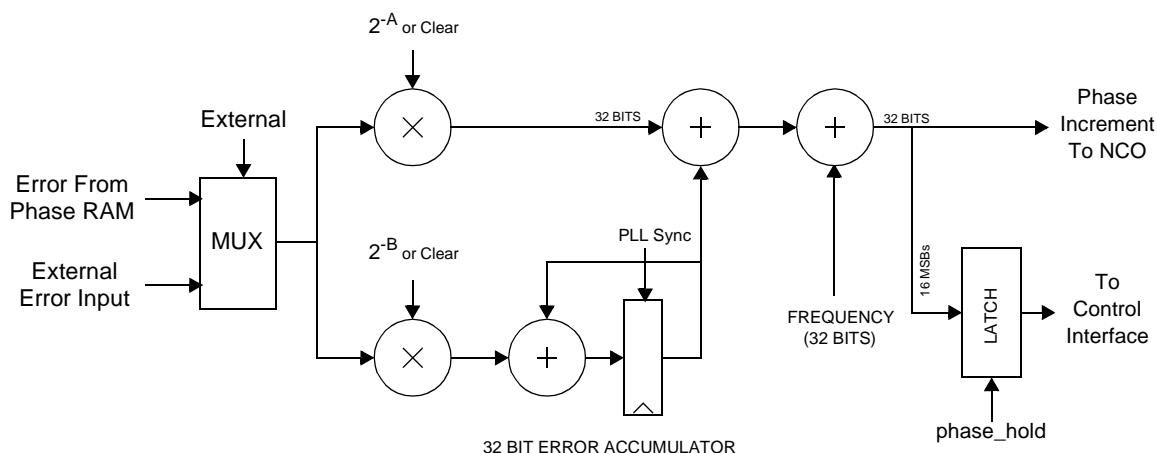 2-A or Clear
External
Error From
Phase RAM
MUX
External
Error Input
×
32 BITS
+
+
32 BITS
Phase
Increment
To NCO
2-B or Clear
PLL Sync
×
+
FREQUENCY
(32 BITS)
16 MSBs
LATCH
To
Control
Interface
phase_hold
32 BIT ERROR ACCUMULATOR